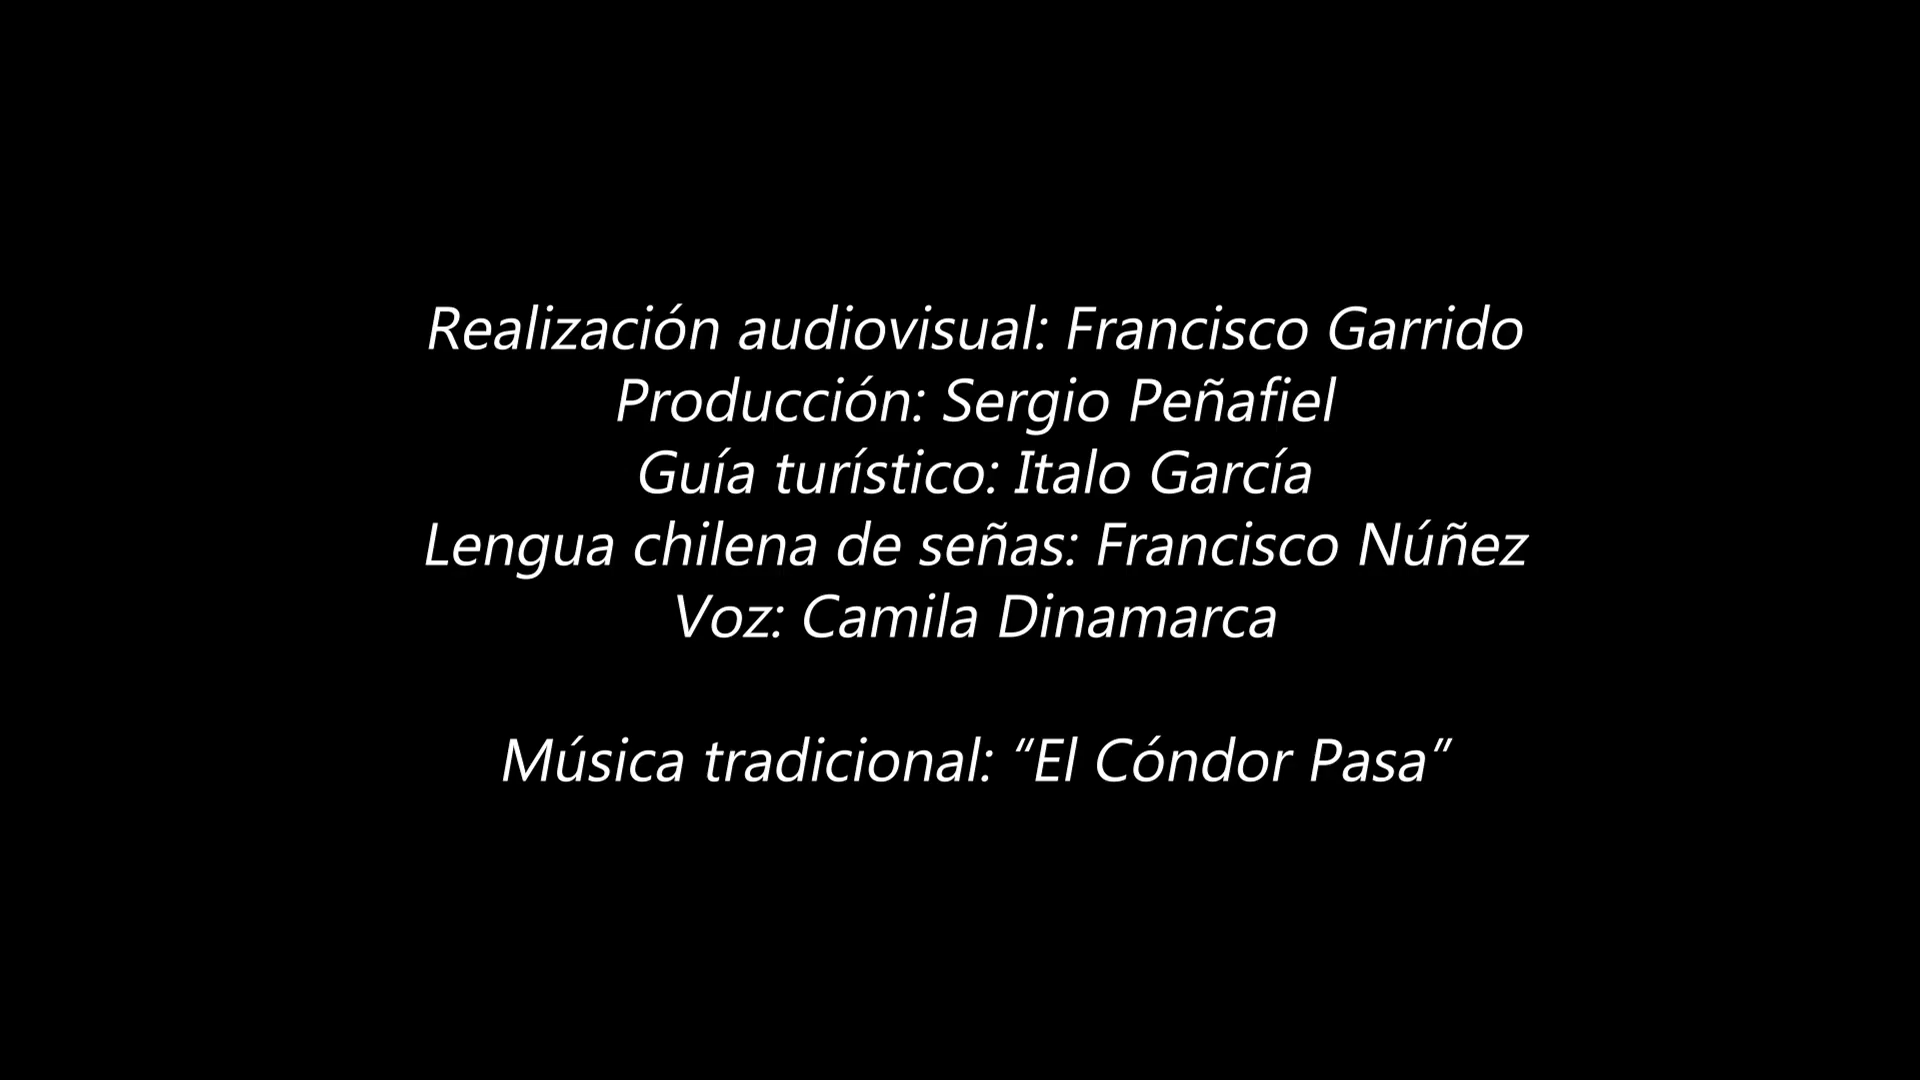 Realización audiovisual: Francisco Garrido
Producción: Sergio Peñafiel
Guía turístico: Italo García
Lengua chilena de señas: Francisco Núñez
Voz: Camila Dinamarca
Música tradicional: “El Cóndor Pasa”